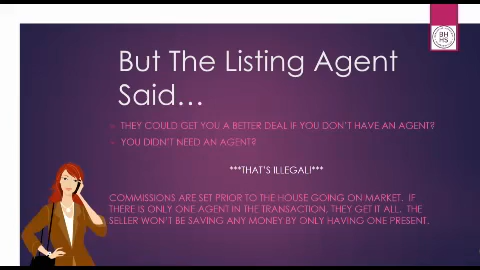 BH
HS
But The Listing Agent
Said...
THEY COULD GET YOU A BETTER DEAL IF YOU DON'T HAVE AN AGENT?
YOU DIDN'T NEED AN AGENT?
***THAT'S ILLEGAL!***
COMMISSIONS ARE SET PRIOR TO THE HOUSE GOING ON MARKET. IF
THERE IS ONLY ONE AGENT IN THE TRANSACTION, THEY GET IT ALL. THE
SELLER WON'T BE SAVING ANY MONEY BY ONLY HAVING ONE PRESENT.